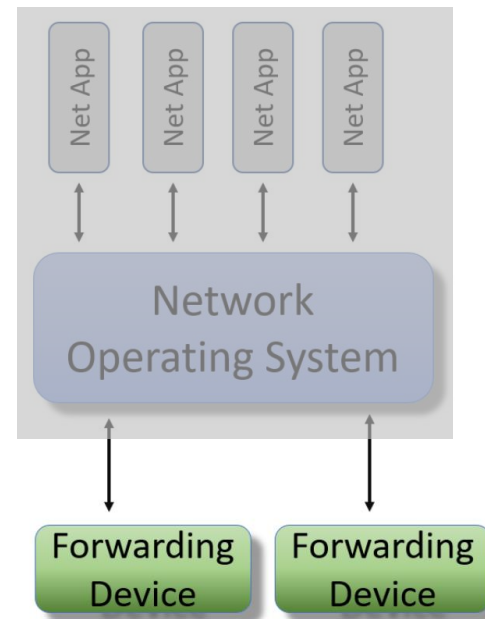 Net App
Net App
Net App
Net App
Network
Operating System
Forwarding
Device
Forwarding
Device